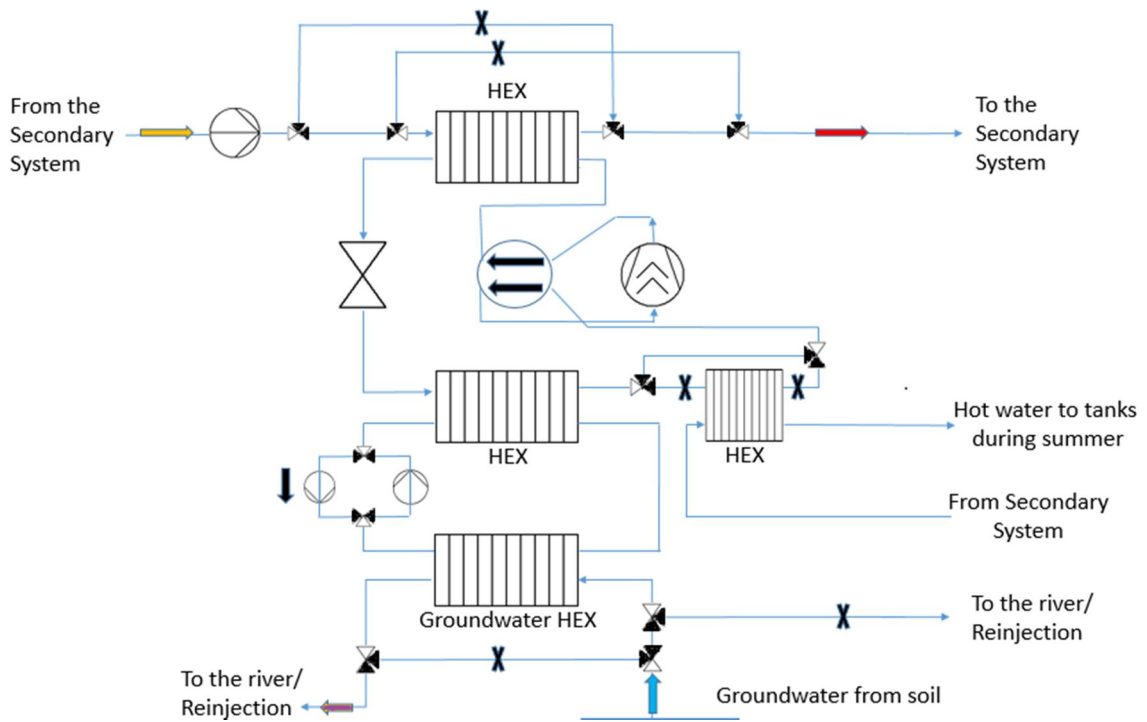 HEX
From the
Secondary
System
To the
Secondary
System
HEX
HEX
Hot water to tanks
during summer
From Secondary
System
Groundwater HEX
To the river/
Reinjection
To the river/
Reinjection
Groundwater from soil